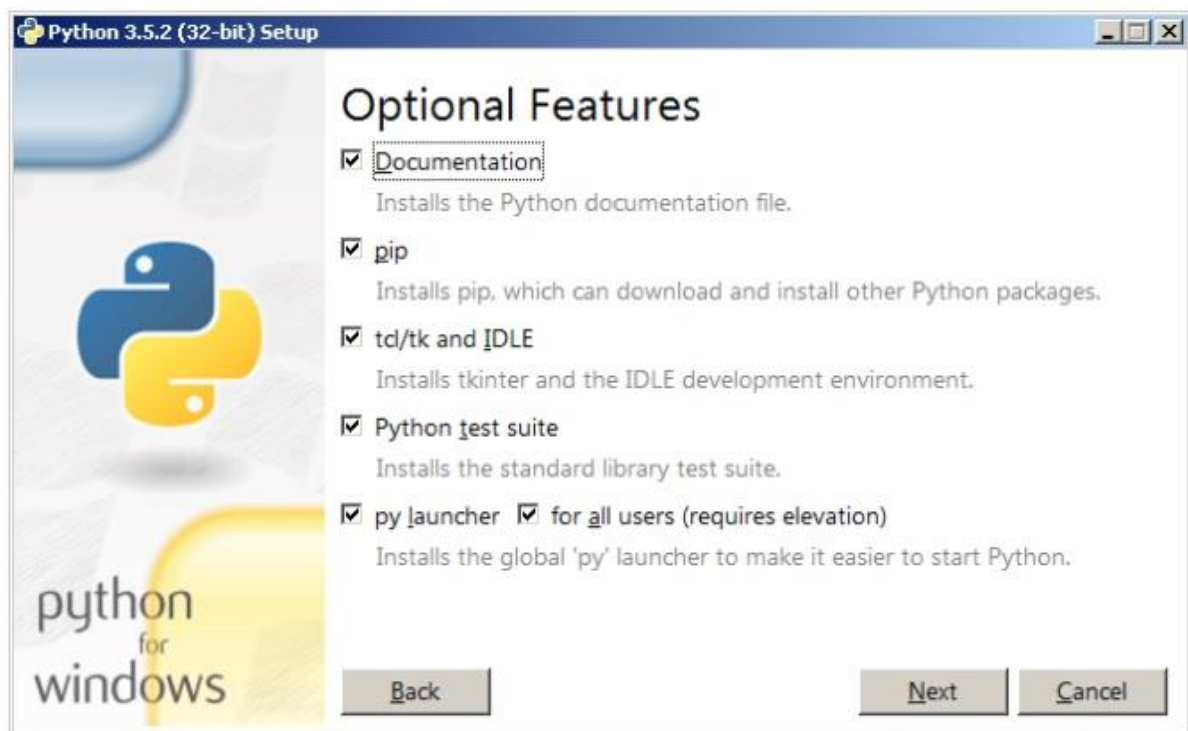 Python 3.5.2 (32-bit) Setup
Optional Features
Documentation
Installs the Python documentation file.
pip
Installs pip, which can download and install other Python packages.
tcl/tk and IDLE
Installs tkinter and the IDLE development environment.
Python test suite
Installs the standard library test suite.
py launcher for all users (requires elevation)
Installs the global 'py' launcher to make it easier to start Python.
python
for
windows
Back Next Cancel